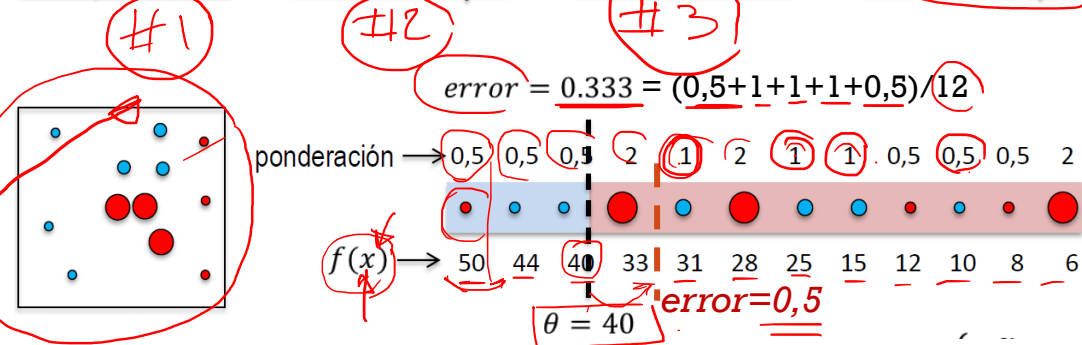 #1 #2 #3
error = 0.333 = (0,5+1+1+1+0,5)/12
ponderación → 0,5 0,5 0,5 2 1 2 1 1 0,5 0,5 0,5 2
f(x) → 50 44 40 33 31 28 25 15 12 10 8 6
error=0,5
θ = 40